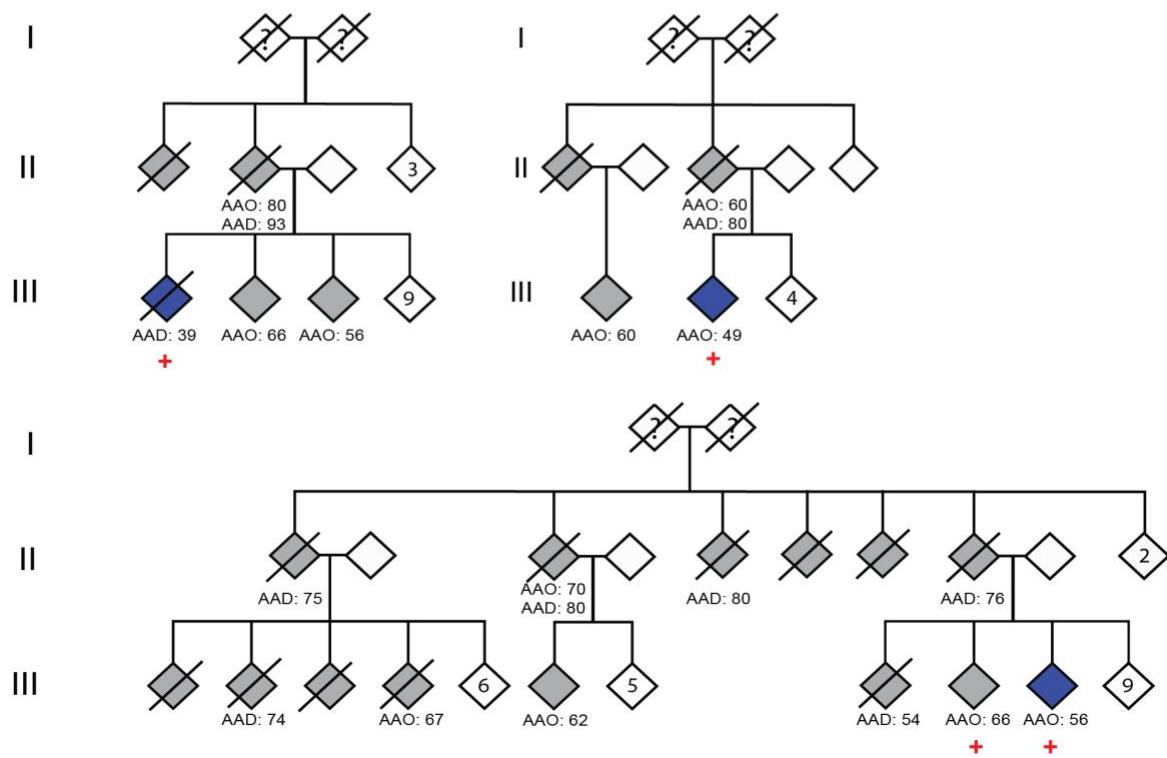 I ? ? I ? ?
II 3 II
AAO: 80 AAO: 60
AAD: 93 AAD: 80
III 9 III 4
AAD: 39 AAO: 66 AAO: 56 AAO: 60 AAO: 49
+ +
I ? ?
II 2
AAD: 75 AAO: 70 AAD: 80 AAD: 76
AAD: 80
III 6 5 9
AAD: 74 AAO: 67 AAO: 62 AAD: 54 AAO: 66 AAO: 56
+ +